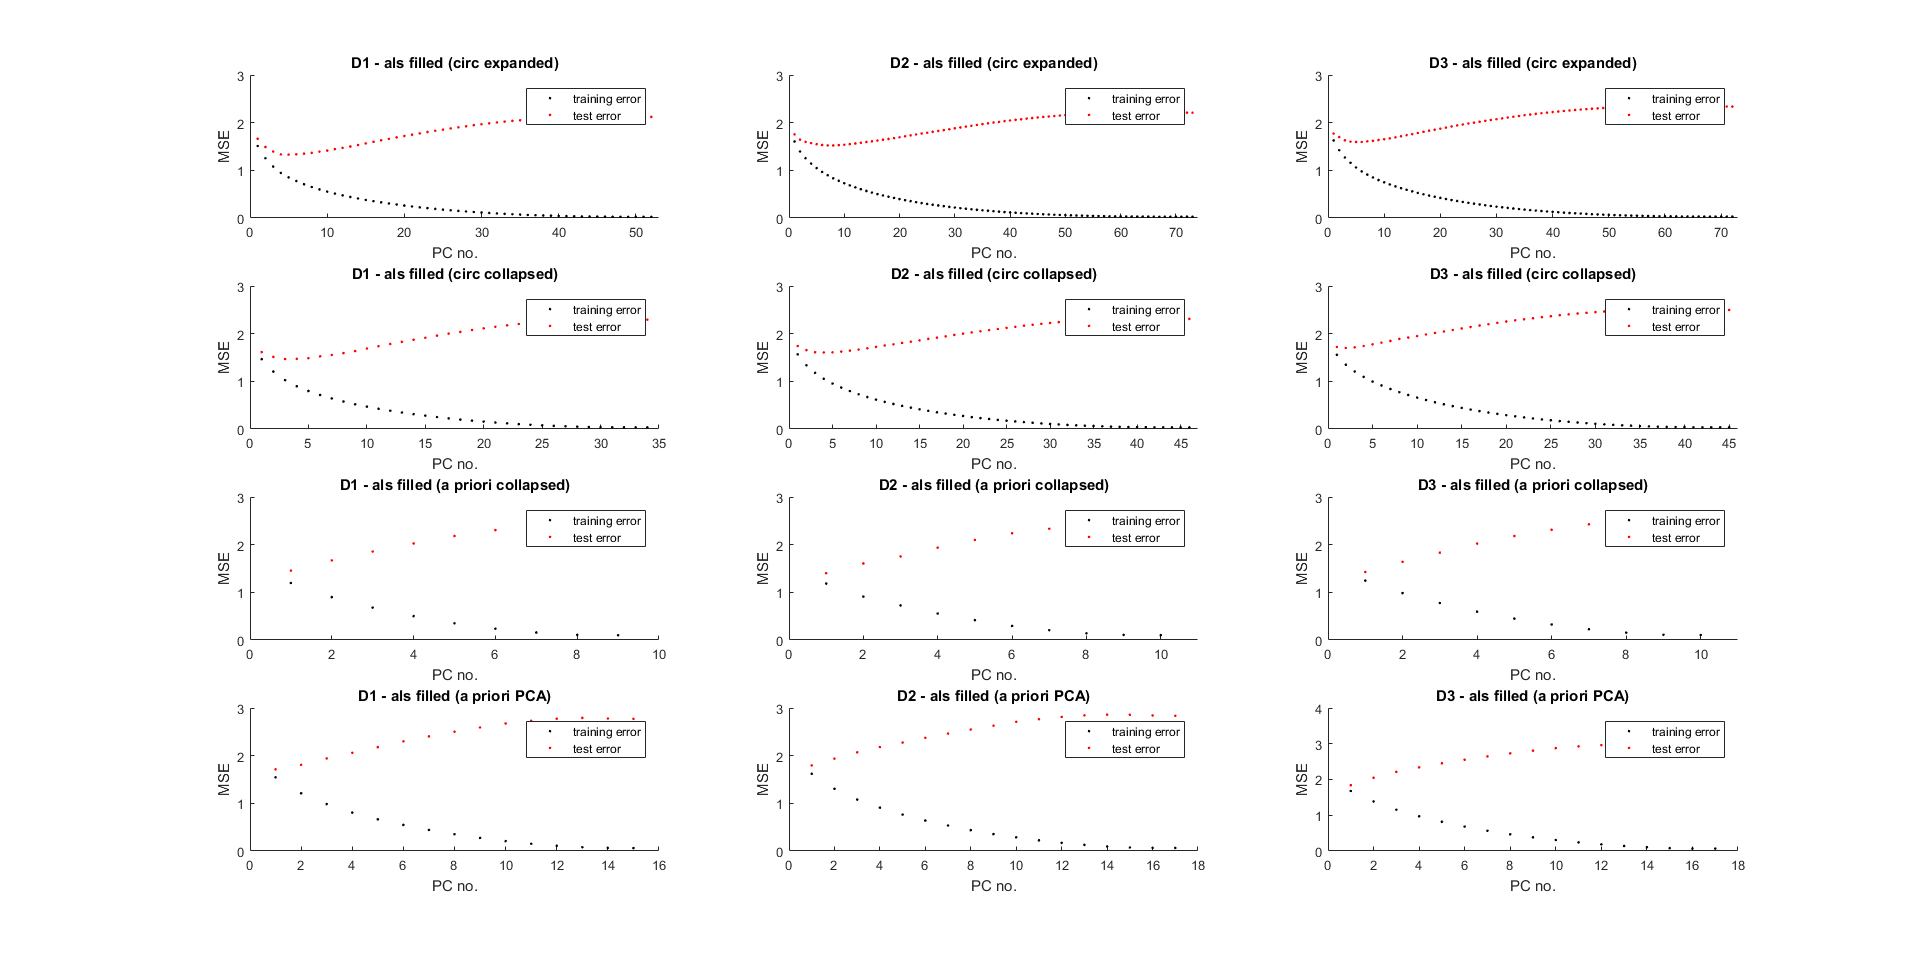 D1 - als filled (circ expanded)
D2 - als filled (circ expanded)
D3 - als filled (circ expanded)
3
2
1
0
MSE
training error
test error
0 10 20 30 40 50
PC no.
3
2
1
0
MSE
training error
test error
0 10 20 30 40 50 60 70
PC no.
3
2
1
0
MSE
training error
test error
0 10 20 30 40 50 60 70
PC no.
D1 - als filled (circ collapsed)
D2 - als filled (circ collapsed)
D3 - als filled (circ collapsed)
3
2
1
0
MSE
training error
test error
0 5 10 15 20 25 30 35
PC no.
3
2
1
0
MSE
training error
test error
0 5 10 15 20 25 30 35 40 45
PC no.
3
2
1
0
MSE
training error
test error
0 5 10 15 20 25 30 35 40 45
PC no.
D1 - als filled (a priori collapsed)
D2 - als filled (a priori collapsed)
D3 - als filled (a priori collapsed)
3
2
1
0
MSE
training error
test error
0 2 4 6 8 10
PC no.
3
2
1
0
MSE
training error
test error
0 2 4 6 8 10
PC no.
3
2
1
0
MSE
training error
test error
0 2 4 6 8 10
PC no.
D1 - als filled (a priori PCA)
D2 - als filled (a priori PCA)
D3 - als filled (a priori PCA)
3
2
1
0
MSE
training error
test error
0 2 4 6 8 10 12 14 16
PC no.
3
2
1
0
MSE
training error
test error
0 2 4 6 8 10 12 14 16 18
PC no.
4
3
2
1
0
MSE
training error
test error
0 2 4 6 8 10 12 14 16 18
PC no.